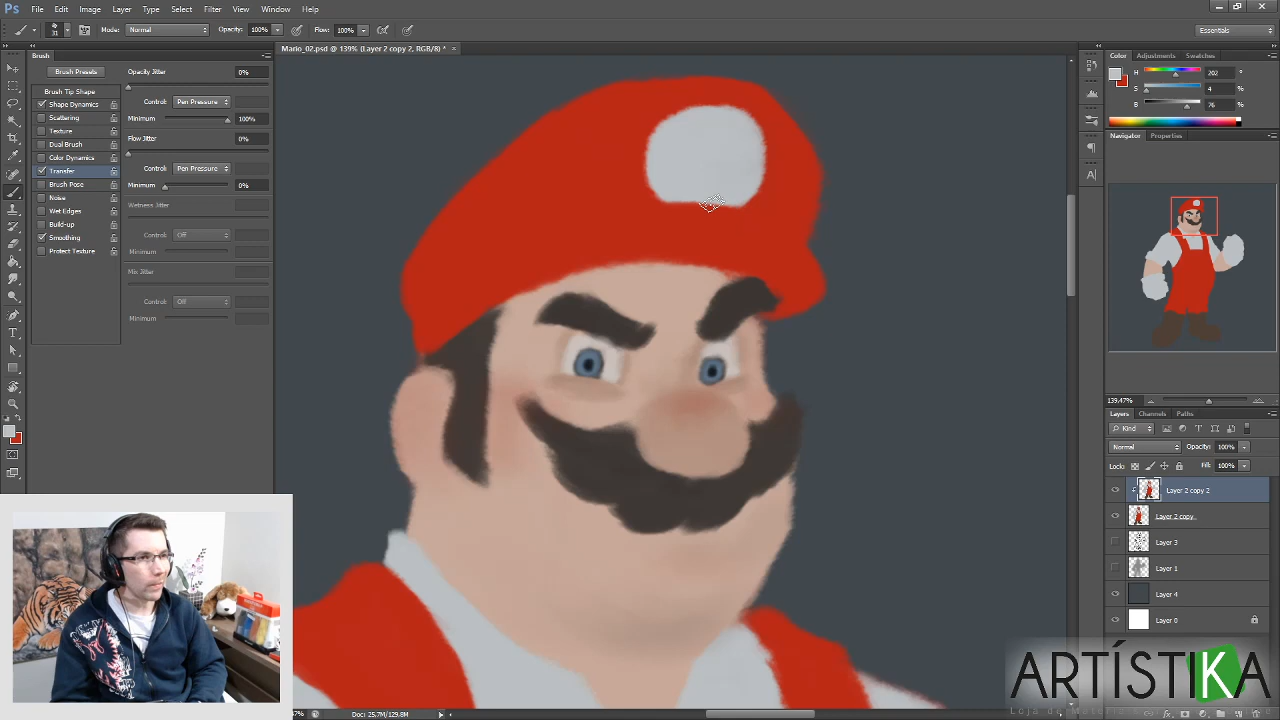 Ps File Edit Image Layer Type Select Filter View Window Help
31 Mode: Normal Opacity: 100% Flow: 100% Essentials
Mario_02.psd @ 139% (Layer 2 copy 2, RGB/8) * ×
Brush
Brush Presets
Brush Tip Shape
Shape Dynamics
Scattering
Texture
Dual Brush
Color Dynamics
Transfer
Brush Pose
Noise
Wet Edges
Build-up
Smoothing
Protect Texture
Opacity Jitter 0%
Control: Pen Pressure
Minimum 100%
Flow Jitter 0%
Control: Pen Pressure
Minimum 0%
Wetness Jitter
Control: Off
Minimum
Mix Jitter
Control: Off
Minimum
Color Adjustments Swatches
H 202 °
S 4 %
B 76 %
Navigator Properties
139.47%
Layers Channels Paths
Kind
Normal Opacity: 100%
Lock: Fill: 100%
Layer 2 copy 2
Layer 2 copy
Layer 3
Layer 1
Layer 4
Layer 0
Doc: 25.7M/129.8M
ARTÍSTIKA